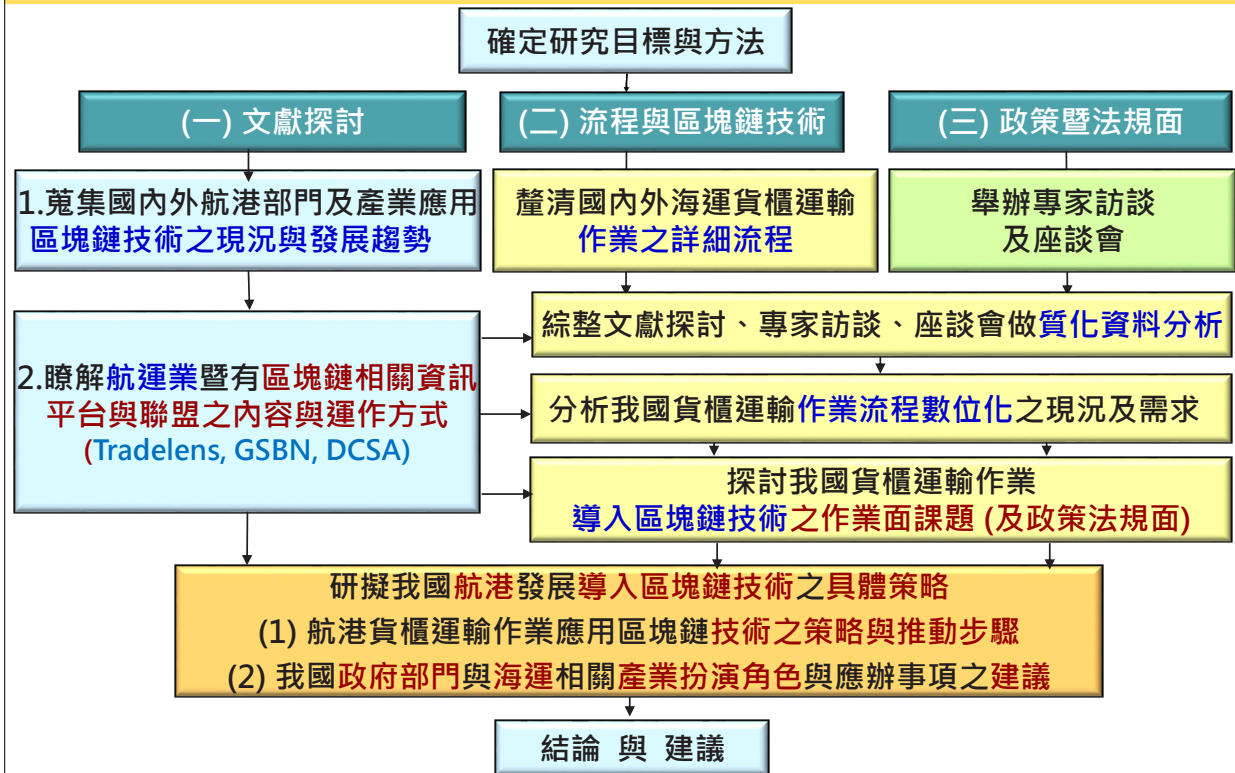 確定研究目標與方法
(一) 文獻探討
(二) 流程與區塊鏈技術
(三) 政策暨法規面
1.蒐集國內外航港部門及產業應用
區塊鏈技術之現況與發展趨勢
釐清國內外海運貨櫃運輸
作業之詳細流程
舉辦專家訪談
及座談會
綜整文獻探討、專家訪談、座談會做質化資料分析
2.瞭解航運業暨有區塊鏈相關資訊
平台與聯盟之內容與運作方式
(Tradelens, GSBN, DCSA)
分析我國貨櫃運輸作業流程數位化之現況及需求
探討我國貨櫃運輸作業
導入區塊鏈技術之作業面課題 (及政策法規面)
研擬我國航港發展導入區塊鏈技術之具體策略
(1) 航港貨櫃運輸作業應用區塊鏈技術之策略與推動步驟
(2) 我國政府部門與海運相關產業扮演角色與應辦事項之建議
結論 與 建議